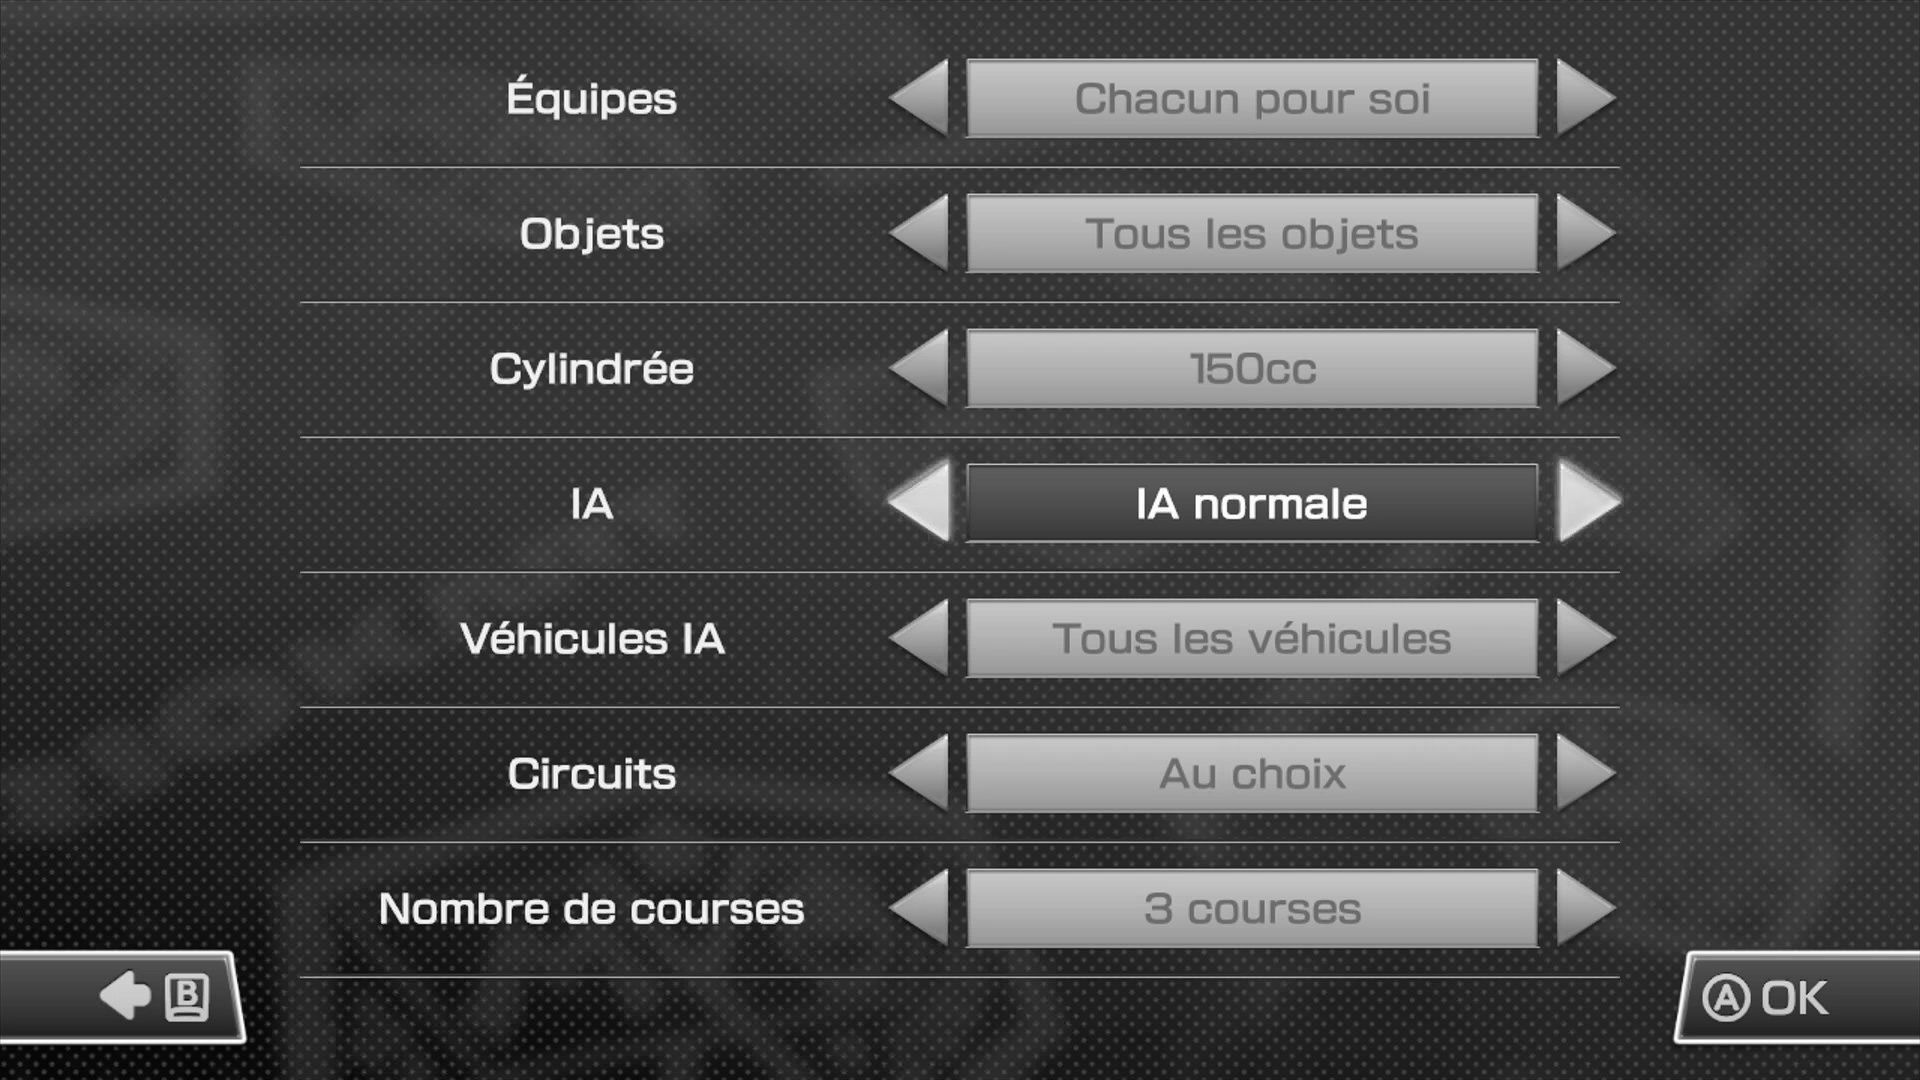 Équipes
Chacun pour soi
Objets
Tous les objets
Cylindrée
150cc
IA
IA normale
Véhicules IA
Tous les véhicules
Circuits
Au choix
Nombre de courses
3 courses
B
A OK